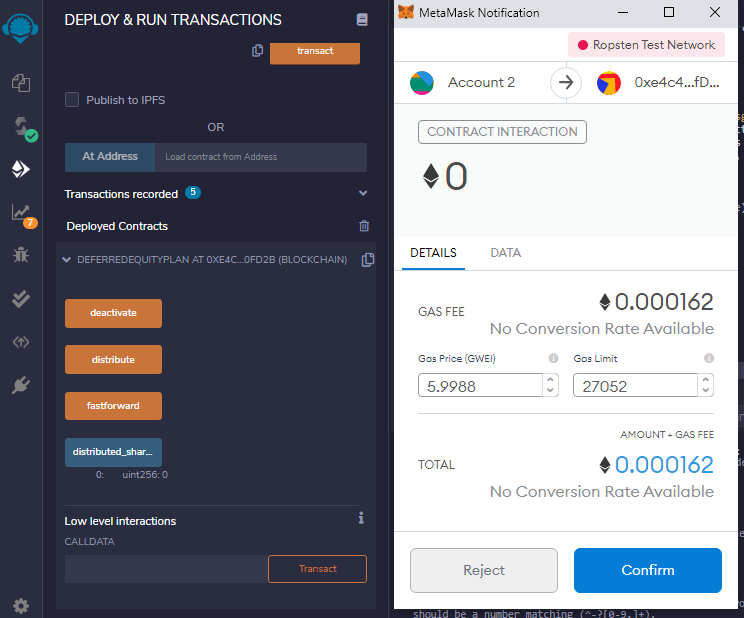 DEPLOY & RUN TRANSACTIONS
transact
Publish to IPFS
OR
At Address
Load contract from Address
Transactions recorded 5
Deployed Contracts
DEFERREDEQUITYPLAN AT 0XE4C...0FD2B (BLOCKCHAIN)
deactivate
distribute
fastforward
distributed_shar...
0: uint256: 0
Low level interactions
CALLDATA
Transact
7
MetaMask Notification
Ropsten Test Network
Account 2
0xe4c4...fD...
CONTRACT INTERACTION
0
DETAILS
DATA
GAS FEE
0.000162
No Conversion Rate Available
Gas Price (GWEI)
Gas Limit
5.9988
27052
AMOUNT + GAS FEE
TOTAL
0.000162
No Conversion Rate Available
Reject
Confirm
should be a number matching (^-?[0-9.]+).